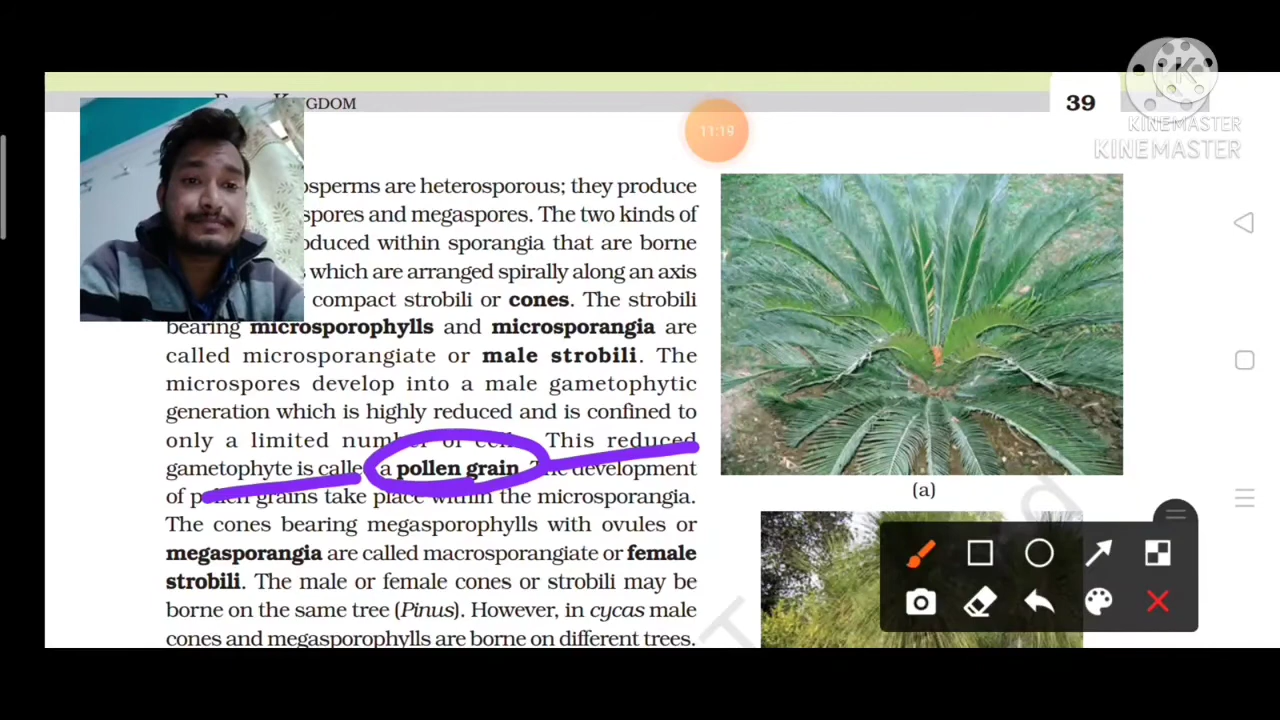 NGDOM
39
11:19
KINEMASTER
KINEMASTER
osperms are heterosporous; they produce
spores and megaspores. The two kinds of
oduced within sporangia that are borne
which are arranged spirally along an axis
compact strobili or cones. The strobili
bearing microsporophylls and microsporangia are
called microsporangiate or male strobili. The
microspores develop into a male gametophytic
generation which is highly reduced and is confined to
only a limited number of This reduced
gametophyte is called a pollen grain. The development
of pollen grains take place within the microsporangia.
The cones bearing megasporophylls with ovules or
megasporangia are called macrosporangiate or female
strobili. The male or female cones or strobili may be
borne on the same tree (Pinus). However, in cycas male
cones and megasporophylls are borne on different trees.
(a)